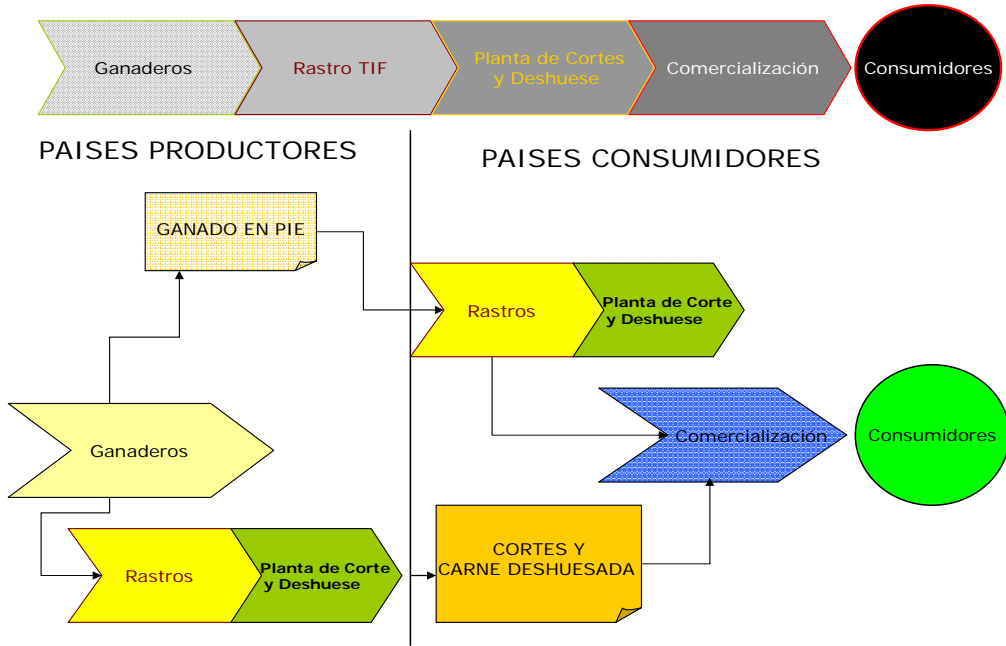 Ganaderos
Rastro TIF
Planta de Cortes
y Deshuese
Comercialización
Consumidores
PAISES PRODUCTORES
PAISES CONSUMIDORES
GANADO EN PIE
Rastros
Planta de Corte
y Deshuese
Ganaderos
Comercialización
Consumidores
Rastros
Planta de Corte
y Deshuese
CORTES Y
CARNE DESHUESADA